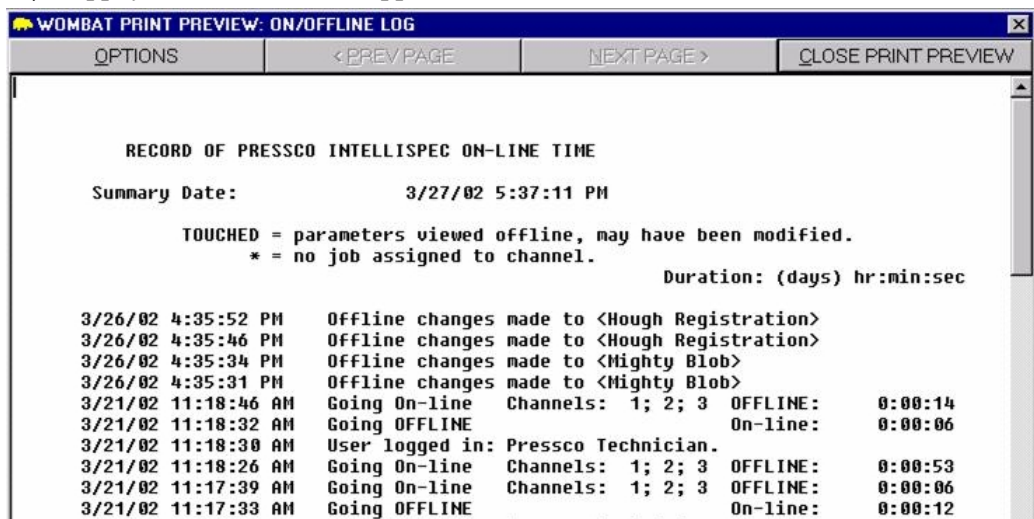 WOMBAT PRINT PREVIEW: ON/OFFLINE LOG
OPTIONS < PREV PAGE NEXT PAGE > CLOSE PRINT PREVIEW
RECORD OF PRESSCO INTELLISPEC ON-LINE TIME
Summary Date: 3/27/02 5:37:11 PM
TOUCHED = parameters viewed offline, may have been modified.
* = no job assigned to channel.
Duration: (days) hr:min:sec
3/26/02 4:35:52 PM Offline changes made to <Hough Registration>
3/26/02 4:35:46 PM Offline changes made to <Hough Registration>
3/26/02 4:35:34 PM Offline changes made to <Mighty Blob>
3/26/02 4:35:31 PM Offline changes made to <Mighty Blob>
3/21/02 11:18:46 AM Going On-line Channels: 1; 2; 3 OFFLINE: 0:00:14
3/21/02 11:18:32 AM Going OFFLINE On-line: 0:00:06
3/21/02 11:18:30 AM User logged in: Pressco Technician.
3/21/02 11:18:26 AM Going On-line Channels: 1; 2; 3 OFFLINE: 0:00:53
3/21/02 11:17:39 AM Going On-line Channels: 1; 2; 3 OFFLINE: 0:00:06
3/21/02 11:17:33 AM Going OFFLINE On-line: 0:00:12